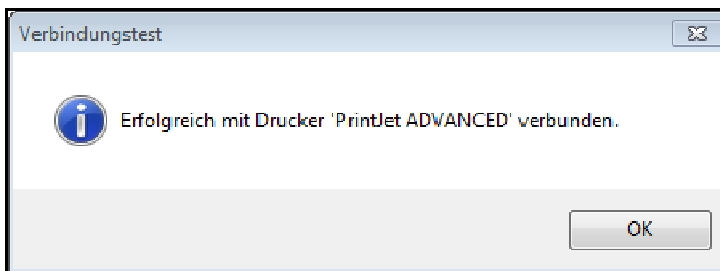 Verbindungstest
Erfolgreich mit Drucker 'PrintJet ADVANCED' verbunden.
OK